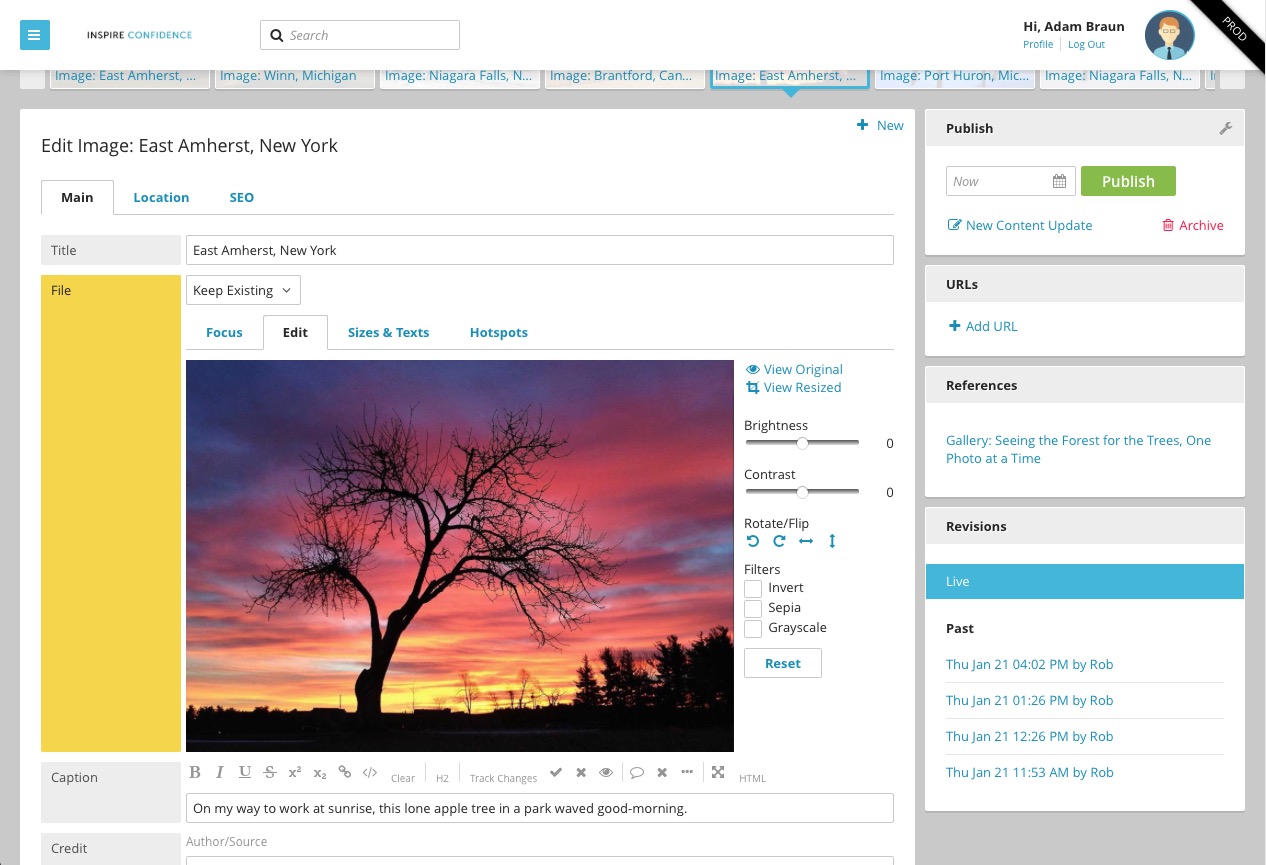 INSPIRE CONFIDENCE
Search
Hi, Adam Braun
Profile
Log Out
PROD
Image: East Amherst, ...
Image: Winn, Michigan
Image: Niagara Falls, N...
Image: Brantford, Can...
Image: East Amherst, ...
Image: Port Huron, Mic...
Image: Niagara Falls, N...
New
Edit Image: East Amherst, New York
Main
Location
SEO
Title
East Amherst, New York
File
Keep Existing
Focus
Edit
Sizes & Texts
Hotspots
View Original
View Resized
Brightness
0
Contrast
0
Rotate/Flip
Filters
Invert
Sepia
Grayscale
Reset
Caption
B I U S x² x₂ </> Clear H2 Track Changes HTML
On my way to work at sunrise, this lone apple tree in a park waved good-morning.
Credit
Author/Source
Publish
Now
Publish
New Content Update
Archive
URLs
Add URL
References
Gallery: Seeing the Forest for the Trees, One
Photo at a Time
Revisions
Live
Past
Thu Jan 21 04:02 PM by Rob
Thu Jan 21 01:26 PM by Rob
Thu Jan 21 12:26 PM by Rob
Thu Jan 21 11:53 AM by Rob